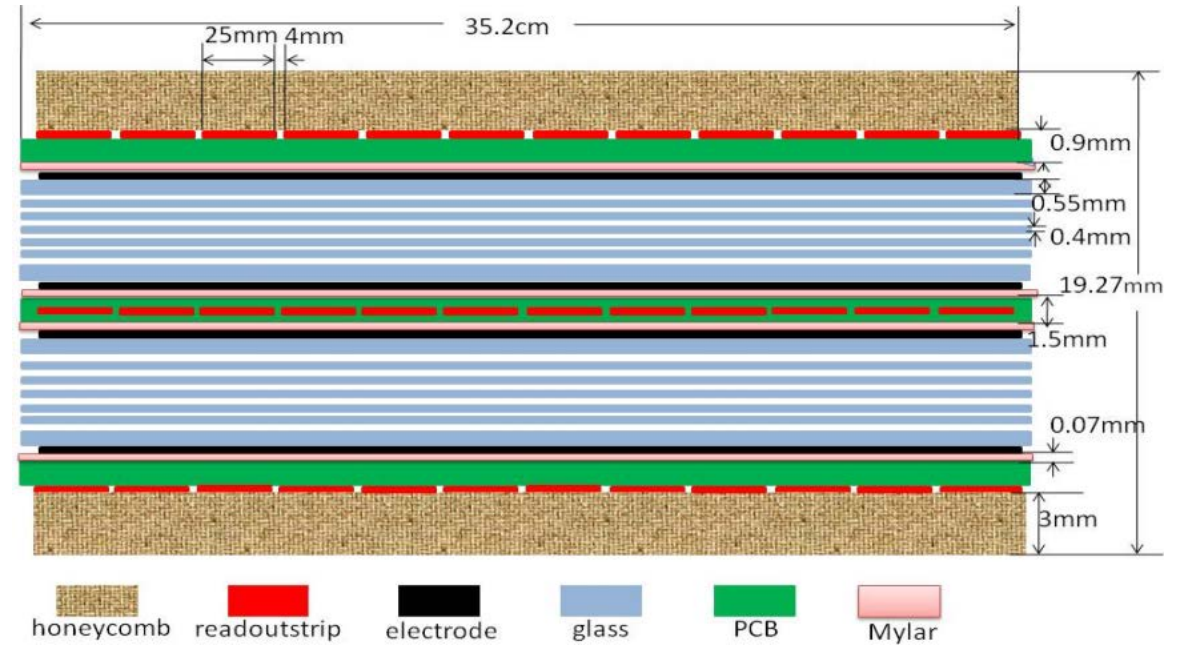 35.2cm
25mm 4mm
0.9mm
0.55mm
0.4mm
19.27mm
1.5mm
0.07mm
3mm
honeycomb readoutstrip electrode glass PCB Mylar